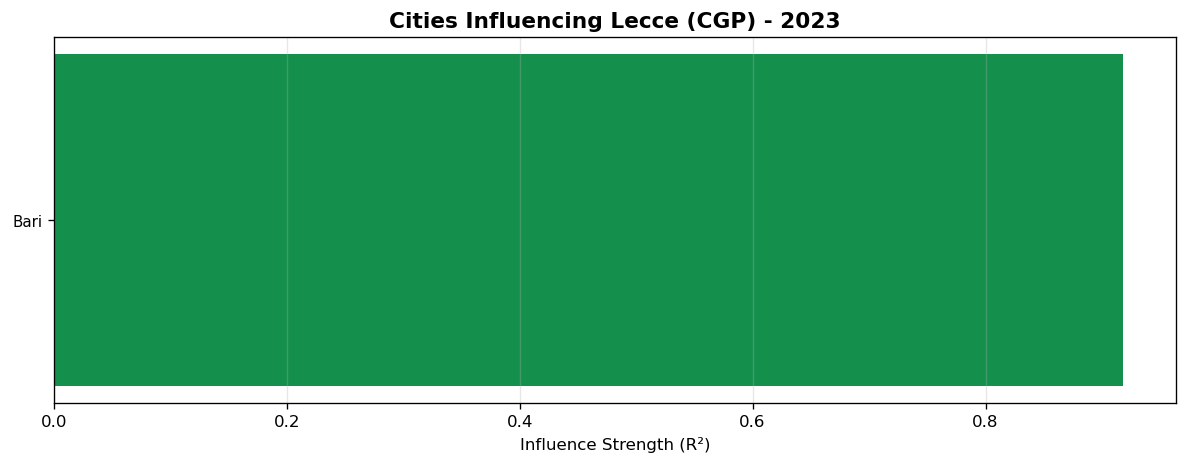 Cities Influencing Lecce (CGP) - 2023
Bari
0.0 0.2 0.4 0.6 0.8
Influence Strength (R²)